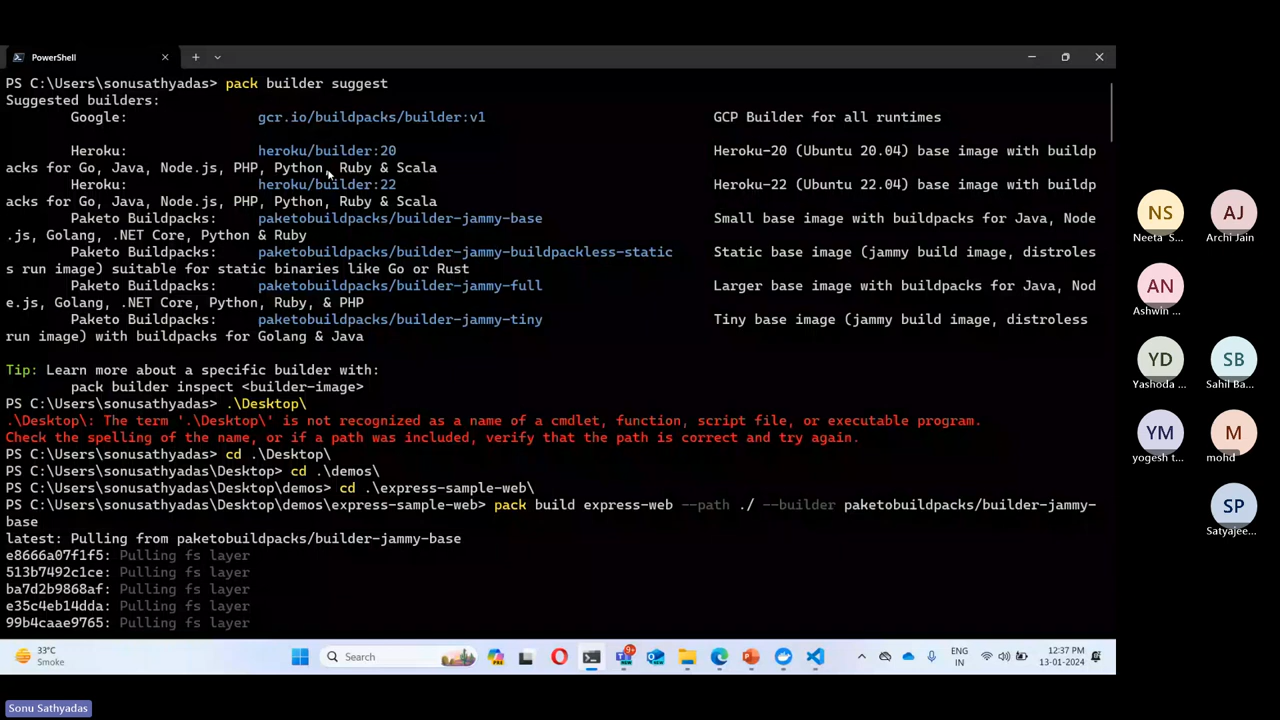 PowerShell
PS C:\Users\sonusathyadas> pack builder suggest
Suggested builders:
Google: gcr.io/buildpacks/builder:v1 GCP Builder for all runtimes
Heroku: heroku/builder:20 Heroku-20 (Ubuntu 20.04) base image with buildp
acks for Go, Java, Node.js, PHP, Python, Ruby & Scala
Heroku: heroku/builder:22 Heroku-22 (Ubuntu 22.04) base image with buildp
acks for Go, Java, Node.js, PHP, Python, Ruby & Scala
Paketo Buildpacks: paketobuildpacks/builder-jammy-base Small base image with buildpacks for Java, Node
.js, Golang, .NET Core, Python & Ruby
Paketo Buildpacks: paketobuildpacks/builder-jammy-buildpackless-static Static base image (jammy build image, distroles
s run image) suitable for static binaries like Go or Rust
Paketo Buildpacks: paketobuildpacks/builder-jammy-full Larger base image with buildpacks for Java, Nod
e.js, Golang, .NET Core, Python, Ruby, & PHP
Paketo Buildpacks: paketobuildpacks/builder-jammy-tiny Tiny base image (jammy build image, distroless
run image) with buildpacks for Golang & Java
Tip: Learn more about a specific builder with:
pack builder inspect <builder-image>
PS C:\Users\sonusathyadas> .\Desktop\
.\Desktop\: The term '.\Desktop\' is not recognized as a name of a cmdlet, function, script file, or executable program.
Check the spelling of the name, or if a path was included, verify that the path is correct and try again.
PS C:\Users\sonusathyadas> cd .\Desktop\
PS C:\Users\sonusathyadas\Desktop> cd .\demos\
PS C:\Users\sonusathyadas\Desktop\demos> cd .\express-sample-web\
PS C:\Users\sonusathyadas\Desktop\demos\express-sample-web> pack build express-web --path ./ --builder paketobuildpacks/builder-jammy-
base
latest: Pulling from paketobuildpacks/builder-jammy-base
e8666a07f1f5: Pulling fs layer
513b7492c1ce: Pulling fs layer
ba7d2b9868af: Pulling fs layer
e35c4eb14dda: Pulling fs layer
99b4caae9765: Pulling fs layer
33°C
Smoke
Search
9+
ENG
IN
12:37 PM
13-01-2024
NS
Neeta S...
AJ
Archi Jain
AN
Ashwin ...
YD
Yashoda ...
SB
Sahil Ba...
YM
yogesh t...
M
mohd
SP
Satyajee...
Sonu Sathyadas